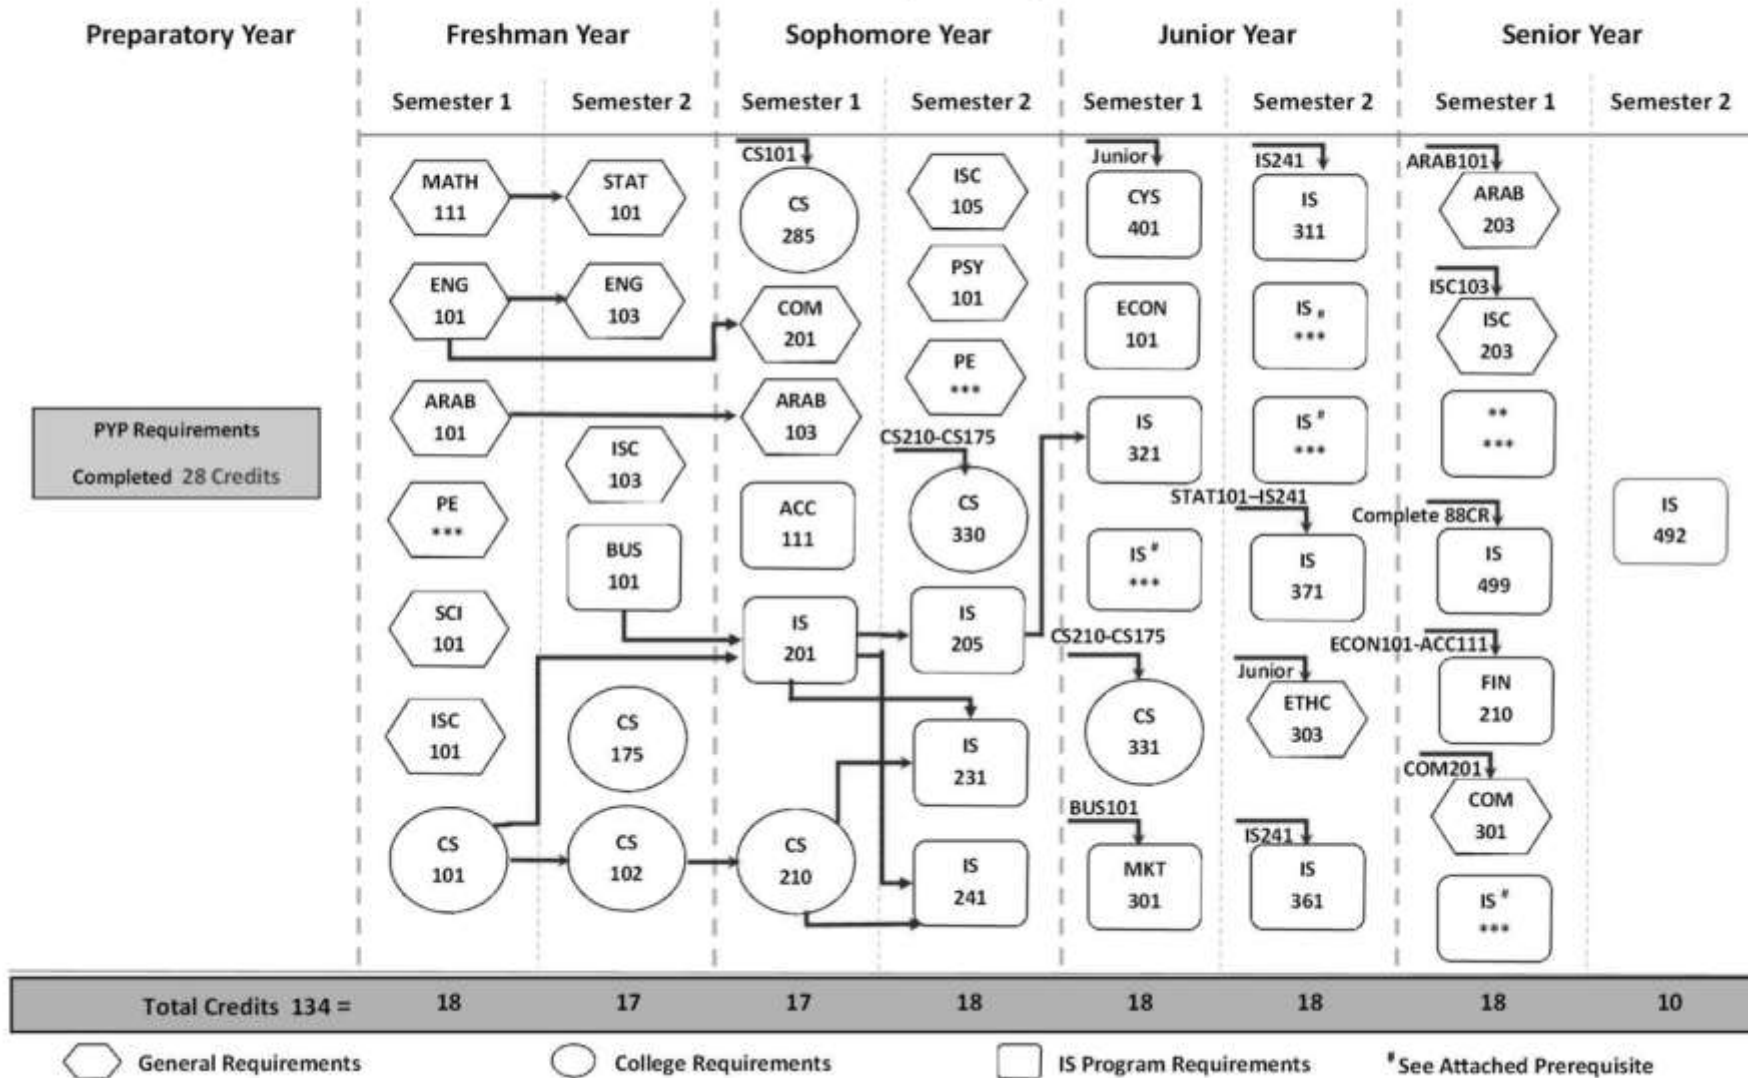 Preparatory Year
Freshman Year
Sophomore Year
Junior Year
Senior Year
Semester 1
Semester 2
Semester 1
Semester 2
Semester 1
Semester 2
Semester 1
Semester 2
PYP Requirements
Completed 28 Credits
MATH
111
ENG
101
ARAB
101
PE
***
SCI
101
ISC
101
CS
101
STAT
101
ENG
103
ISC
103
BUS
101
CS
175
CS
102
CS101
CS
285
COM
201
ARAB
103
ACC
111
IS
201
CS
210
ISC
105
PSY
101
PE
***
CS210-CS175
CS
330
IS
205
IS
231
IS
241
Junior
CYS
401
ECON
101
IS
321
IS #
***
CS210-CS175
CS
331
BUS101
MKT
301
IS241
IS
311
IS #
***
IS #
***
STAT101–IS241
IS
371
Junior
ETHC
303
IS241
IS
361
ARAB101
ARAB
203
ISC103
ISC
203
**
***
Complete 88CR
IS
499
ECON101-ACC111
FIN
210
COM201
COM
301
IS #
***
IS
492
Total Credits 134 =
18
17
17
18
18
18
18
10
General Requirements
College Requirements
IS Program Requirements
#See Attached Prerequisite